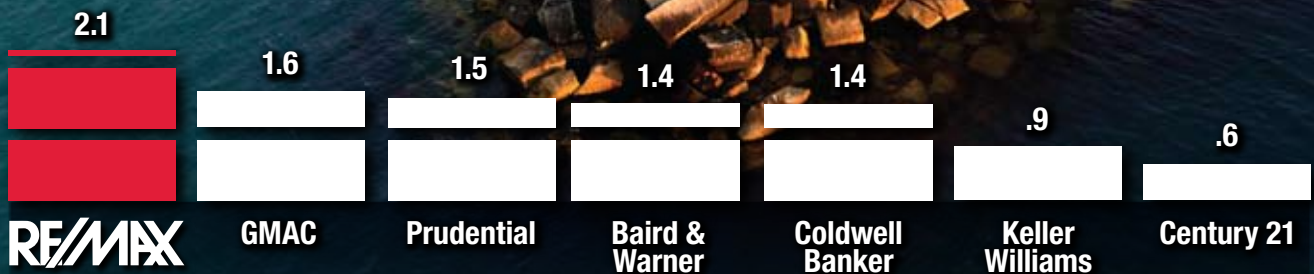 2.1
1.6
1.5
1.4
1.4
.9
.6
RE/MAX
GMAC
Prudential
Baird &
Warner
Coldwell
Banker
Keller
Williams
Century 21